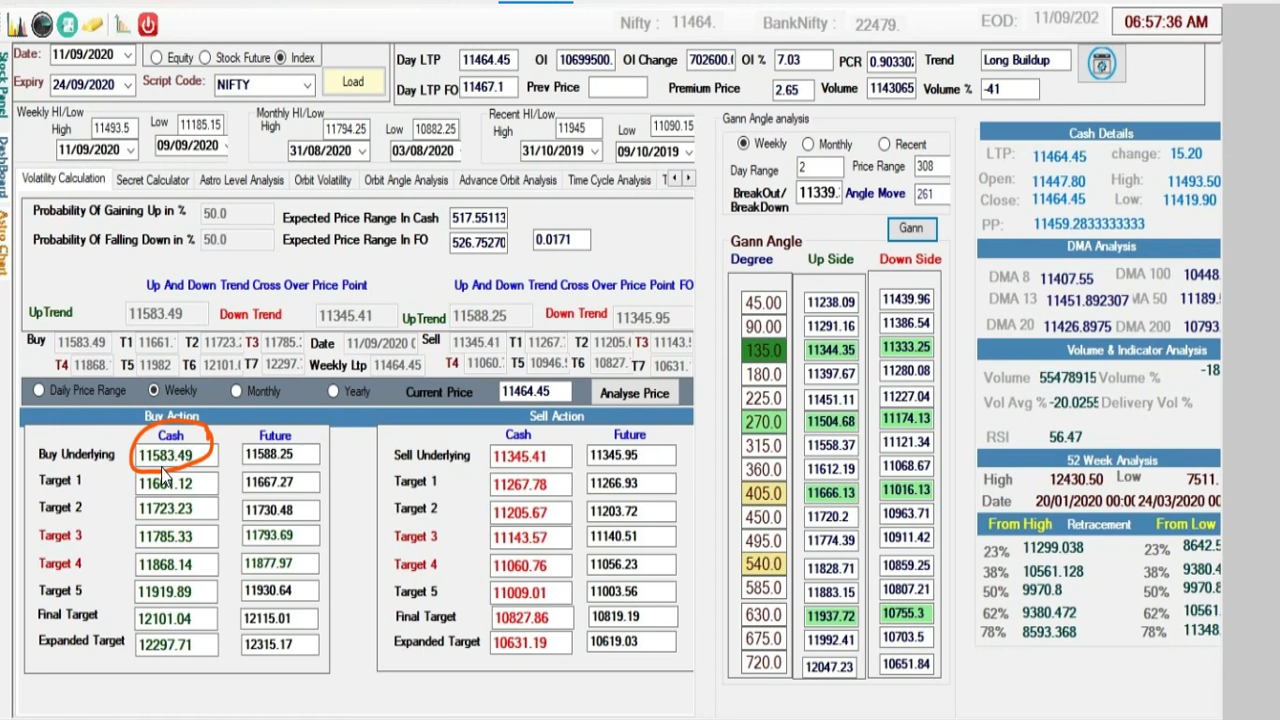 Nifty : 11464. BankNifty : 22479. EOD: 11/09/202 06:57:36 AM
Date: 11/09/2020 Equity Stock Future Index
Expiry 24/09/2020 Script Code: NIFTY Load
Day LTP 11464.45 OI 10699500. OI Change 702600.( OI % 7.03 PCR 0.90330: Trend Long Buildup
Day LTP FO 11467.1 Prev Price Premium Price 2.65 Volume 1143065 Volume % -41
Stock Panel
DashBoard
Astro Chart
Weekly HI/Low
High 11493.5 Low 11185.15
11/09/2020 09/09/2020
Monthly HI/Low
High 11794.25 Low 10882.25
31/08/2020 03/08/2020
Recent HI/Low
High 11945 Low 11090.15
31/10/2019 09/10/2019
Volatility Calculation Secret Calculator Astro Level Analysis Orbit Volatility Orbit Angle Analysis Advance Orbit Analysis Time Cycle Analysis
Probability Of Gaining Up in % 50.0 Expected Price Range In Cash 517.55113
Probability Of Falling Down in % 50.0 Expected Price Range In FO 526.75270 0.0171
Up And Down Trend Cross Over Price Point Up And Down Trend Cross Over Price Point FO
UpTrend 11583.49 Down Trend 11345.41 UpTrend 11588.25 Down Trend 11345.95
Buy 11583.49 T1 11661. T2 11723.: T3 11785.: Date 11/09/2020 ( Sell 11345.41 T1 11267. T2 11205.( T3 11143.
T4 11868. T5 11982 T6 12101.( T7 12297. Weekly Ltp 11464.45 T4 11060. T5 10946. T6 10827. T7 10631.
Daily Price Range Weekly Monthly Yearly Current Price 11464.45 Analyse Price
Buy Action
Cash Future
Buy Underlying 11583.49 11588.25
Target 1 11661.12 11667.27
Target 2 11723.23 11730.48
Target 3 11785.33 11793.69
Target 4 11868.14 11877.97
Target 5 11919.89 11930.64
Final Target 12101.04 12115.01
Expanded Target 12297.71 12315.17
Sell Action
Cash Future
Sell Underlying 11345.41 11345.95
Target 1 11267.78 11266.93
Target 2 11205.67 11203.72
Target 3 11143.57 11140.51
Target 4 11060.76 11056.23
Target 5 11009.01 11003.56
Final Target 10827.86 10819.19
Expanded Target 10631.19 10619.03
Gann Angle analysis
Weekly Monthly Recent
Day Range 2 Price Range 308
BreakOut/ BreakDown 11339. Angle Move 261
Gann
Gann Angle
Degree Up Side Down Side
45.00 11238.09 11439.96
90.00 11291.16 11386.54
135.0 11344.35 11333.25
180.0 11397.67 11280.08
225.0 11451.11 11227.04
270.0 11504.68 11174.13
315.0 11558.37 11121.34
360.0 11612.19 11068.67
405.0 11666.13 11016.13
450.0 11720.2 10963.71
495.0 11774.39 10911.42
540.0 11828.71 10859.25
585.0 11883.15 10807.21
630.0 11937.72 10755.3
675.0 11992.41 10703.5
720.0 12047.23 10651.84
Cash Details
LTP: 11464.45 change: 15.20
Open: 11447.80 High: 11493.50
Close: 11464.45 Low: 11419.90
PP: 11459.2833333333
DMA Analysis
DMA 8 11407.55 DMA 100 10448
DMA 13 11451.892307 MA 50 11189.
DMA 20 11426.8975 DMA 200 10793
Volume & Indicator Analysis
Volume 55478915 Volume % -18
Vol Avg % -20.0255 Delivery Vol %
RSI 56.47
52 Week Analysis
High 12430.50 Low 7511.
Date 20/01/2020 00:0( 24/03/2020 00
From High Retracement From Low
23% 11299.038 23% 8642.5
38% 10561.128 38% 9380.4
50% 9970.8 50% 9970.8
62% 9380.472 62% 10561
78% 8593.368 78% 11348